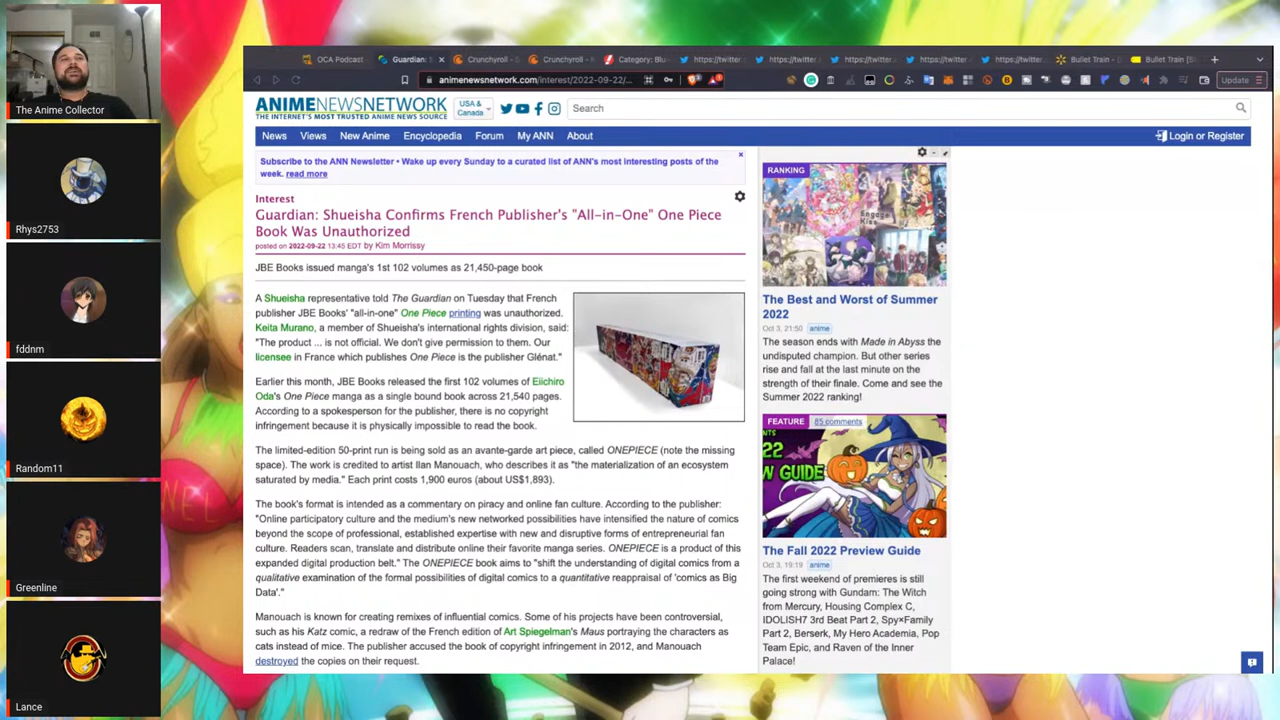 The Anime Collector
Rhys2753
fddnm
Random11
Greenline
Lance
OCA Podcast
Guardian:
Crunchyroll -
Crunchyroll -
Category: Blu-
https://twitter.
https://twitter.
https://twitter.
https://twitter.
https://twitter.
Bullet Train - (
Bullet Train [S
animenewsnetwork.com/interest/2022-09-22/...
Update
ANIMENEWSNETWORK
THE INTERNET'S MOST TRUSTED ANIME NEWS SOURCE
USA &
Canada
Search
News Views New Anime Encyclopedia Forum My ANN About
Login or Register
Subscribe to the ANN Newsletter • Wake up every Sunday to a curated list of ANN's most interesting posts of the
week. read more
Interest
Guardian: Shueisha Confirms French Publisher's "All-in-One" One Piece
Book Was Unauthorized
posted on 2022-09-22 13:45 EDT by Kim Morrissy
JBE Books issued manga's 1st 102 volumes as 21,450-page book
A Shueisha representative told The Guardian on Tuesday that French
publisher JBE Books' "all-in-one" One Piece printing was unauthorized.
Keita Murano, a member of Shueisha's international rights division, said:
"The product ... is not official. We don't give permission to them. Our
licensee in France which publishes One Piece is the publisher Glénat."
Earlier this month, JBE Books released the first 102 volumes of Eiichiro
Oda's One Piece manga as a single bound book across 21,540 pages.
According to a spokesperson for the publisher, there is no copyright
infringement because it is physically impossible to read the book.
The limited-edition 50-print run is being sold as an avante-garde art piece, called ONEPIECE (note the missing
space). The work is credited to artist Ilan Manouach, who describes it as "the materialization of an ecosystem
saturated by media." Each print costs 1,900 euros (about US$1,893).
The book's format is intended as a commentary on piracy and online fan culture. According to the publisher:
"Online participatory culture and the medium's new networked possibilities have intensified the nature of comics
beyond the scope of professional, established expertise with new and disruptive forms of entrepreneurial fan
culture. Readers scan, translate and distribute online their favorite manga series. ONEPIECE is a product of this
expanded digital production belt." The ONEPIECE book aims to "shift the understanding of digital comics from a
qualitative examination of the formal possibilities of digital comics to a quantitative reappraisal of 'comics as Big
Data'."
Manouach is known for creating remixes of influential comics. Some of his projects have been controversial,
such as his Katz comic, a redraw of the French edition of Art Spiegelman's Maus portraying the characters as
cats instead of mice. The publisher accused the book of copyright infringement in 2012, and Manouach
destroyed the copies on their request.
RANKING
Engage
Kiss
The Best and Worst of Summer
2022
Oct 3, 21:50 anime
The season ends with Made in Abyss the
undisputed champion. But other series
rise and fall at the last minute on the
strength of their finale. Come and see the
Summer 2022 ranking!
FEATURE 85 comments
The Fall 2022 Preview Guide
Oct 3, 19:19 anime
The first weekend of premieres is still
going strong with Gundam: The Witch
from Mercury, Housing Complex C,
IDOLiSH7 3rd Beat Part 2, Spy×Family
Part 2, Berserk, My Hero Academia, Pop
Team Epic, and Raven of the Inner
Palace!